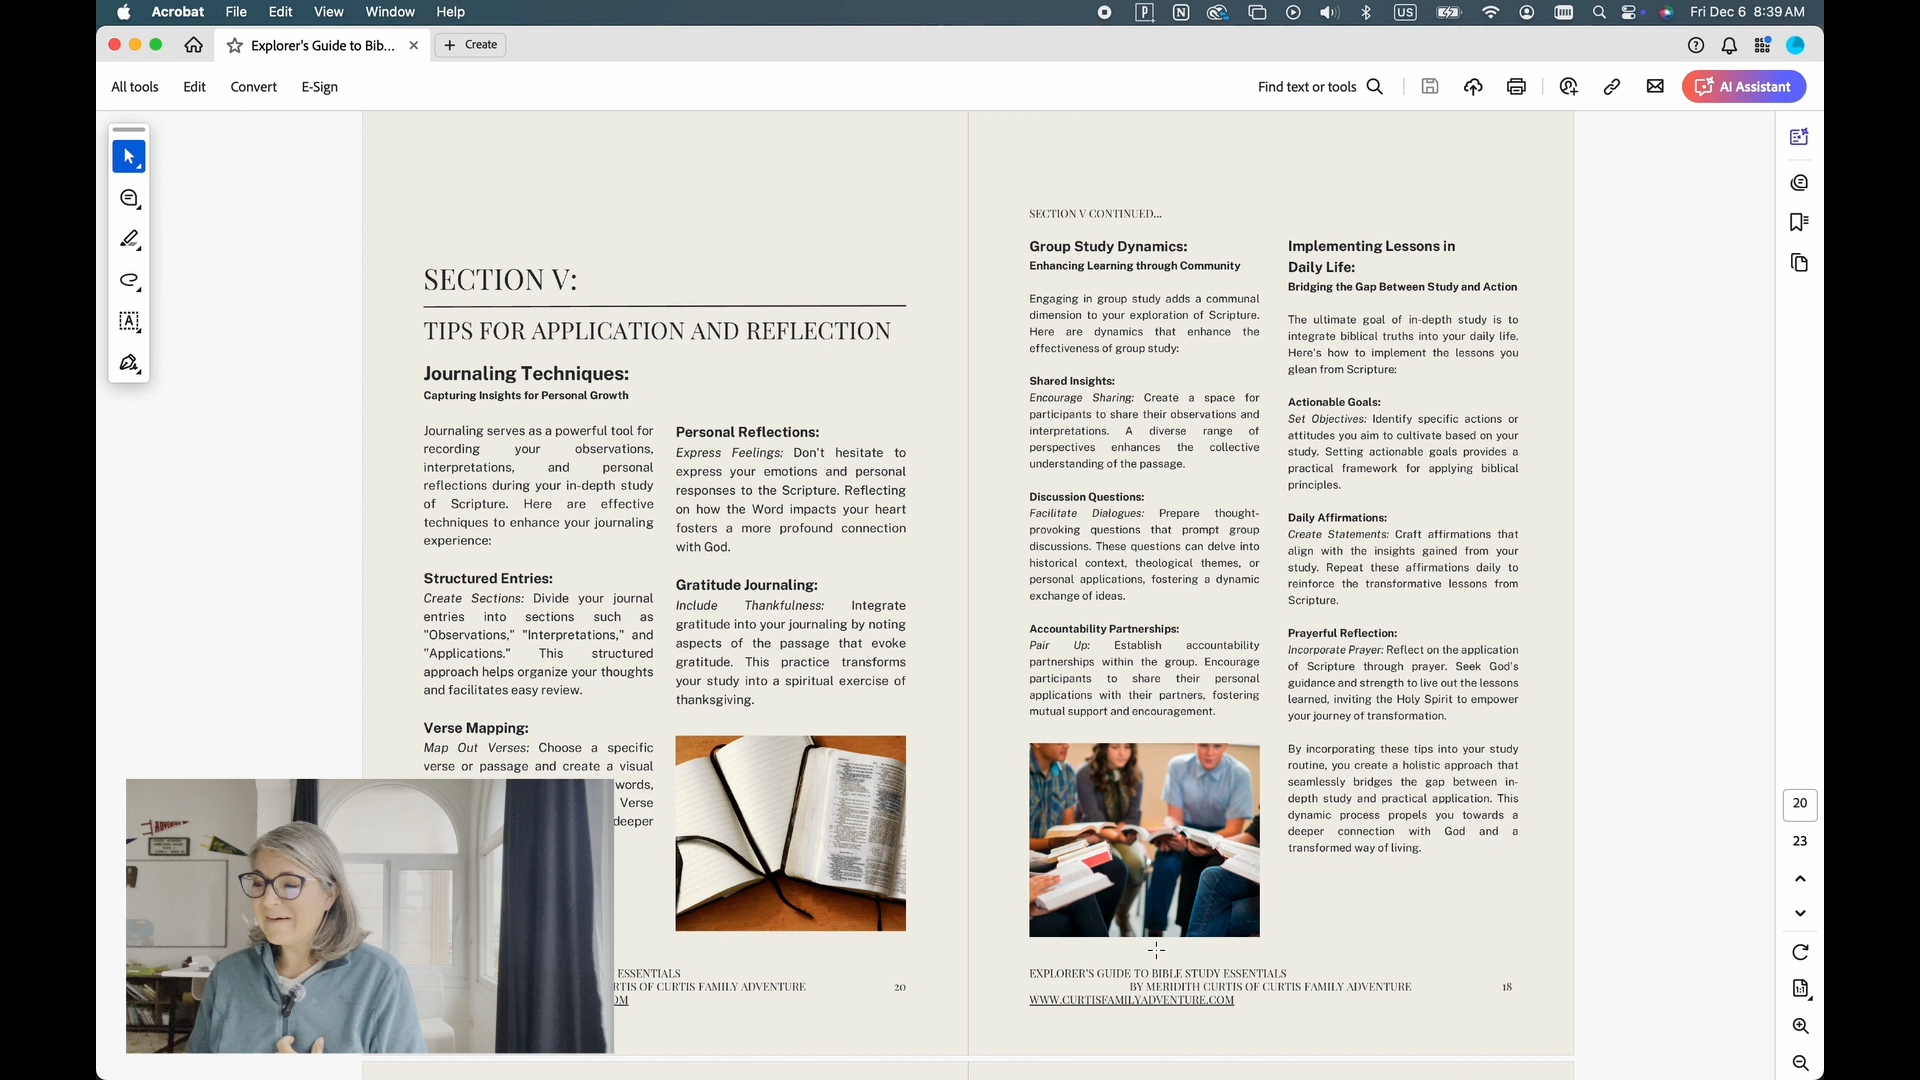 Acrobat File Edit View Window Help
US
Fri Dec 6 8:39 AM
Explorer's Guide to Bib...
Create
All tools Edit Convert E-Sign
Find text or tools
AI Assistant
SECTION V:
TIPS FOR APPLICATION AND REFLECTION
Journaling Techniques:
Capturing Insights for Personal Growth
Journaling serves as a powerful tool for
recording your observations,
interpretations, and personal
reflections during your in-depth study
of Scripture. Here are effective
techniques to enhance your journaling
experience:
Structured Entries:
Create Sections: Divide your journal
entries into sections such as
"Observations," "Interpretations," and
"Applications." This structured
approach helps organize your thoughts
and facilitates easy review.
Verse Mapping:
Map Out Verses: Choose a specific
verse or passage and create a visual
words,
Verse
deeper
Personal Reflections:
Express Feelings: Don't hesitate to
express your emotions and personal
responses to the Scripture. Reflecting
on how the Word impacts your heart
fosters a more profound connection
with God.
Gratitude Journaling:
Include Thankfulness: Integrate
gratitude into your journaling by noting
aspects of the passage that evoke
gratitude. This practice transforms
your study into a spiritual exercise of
thanksgiving.
ESSENTIALS
RTIS OF CURTIS FAMILY ADVENTURE 20
OM
SECTION V CONTINUED...
Group Study Dynamics:
Enhancing Learning through Community
Engaging in group study adds a communal
dimension to your exploration of Scripture.
Here are dynamics that enhance the
effectiveness of group study:
Shared Insights:
Encourage Sharing: Create a space for
participants to share their observations and
interpretations. A diverse range of
perspectives enhances the collective
understanding of the passage.
Discussion Questions:
Facilitate Dialogues: Prepare thought-
provoking questions that prompt group
discussions. These questions can delve into
historical context, theological themes, or
personal applications, fostering a dynamic
exchange of ideas.
Accountability Partnerships:
Pair Up: Establish accountability
partnerships within the group. Encourage
participants to share their personal
applications with their partners, fostering
mutual support and encouragement.
Implementing Lessons in
Daily Life:
Bridging the Gap Between Study and Action
The ultimate goal of in-depth study is to
integrate biblical truths into your daily life.
Here's how to implement the lessons you
glean from Scripture:
Actionable Goals:
Set Objectives: Identify specific actions or
attitudes you aim to cultivate based on your
study. Setting actionable goals provides a
practical framework for applying biblical
principles.
Daily Affirmations:
Create Statements: Craft affirmations that
align with the insights gained from your
study. Repeat these affirmations daily to
reinforce the transformative lessons from
Scripture.
Prayerful Reflection:
Incorporate Prayer: Reflect on the application
of Scripture through prayer. Seek God's
guidance and strength to live out the lessons
learned, inviting the Holy Spirit to empower
your journey of transformation.
By incorporating these tips into your study
routine, you create a holistic approach that
seamlessly bridges the gap between in-
depth study and practical application. This
dynamic process propels you towards a
deeper connection with God and a
transformed way of living.
EXPLORER'S GUIDE TO BIBLE STUDY ESSENTIALS
BY MERIDITH CURTIS OF CURTIS FAMILY ADVENTURE 18
WWW.CURTISFAMILYADVENTURE.COM
20
23